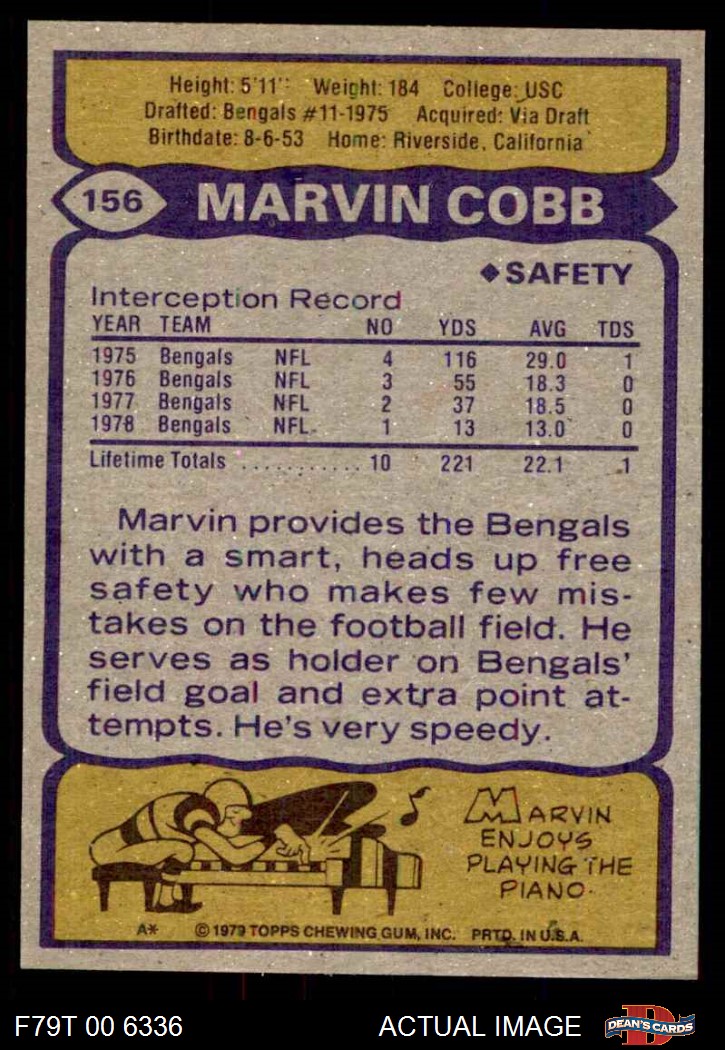 Height: 5'11" Weight: 184 College: USC
Drafted: Bengals #11-1975 Acquired: Via Draft
Birthdate: 8-6-53 Home: Riverside, California
156 MARVIN COBB
◆SAFETY
Interception Record
YEAR TEAM NO YDS AVG TDS
1975 Bengals NFL 4 116 29.0 1
1976 Bengals NFL 3 55 18.3 0
1977 Bengals NFL 2 37 18.5 0
1978 Bengals NFL 1 13 13.0 0
Lifetime Totals ........... 10 221 22.1 1
Marvin provides the Bengals
with a smart, heads up free
safety who makes few mis-
takes on the football field. He
serves as holder on Bengals'
field goal and extra point at-
tempts. He's very speedy.
MARVIN
ENJOYS
PLAYING THE
PIANO.
A* © 1979 TOPPS CHEWING GUM, INC. PRTD. IN U.S.A.
F79T 00 6336 ACTUAL IMAGE D DEAN'S CARDS